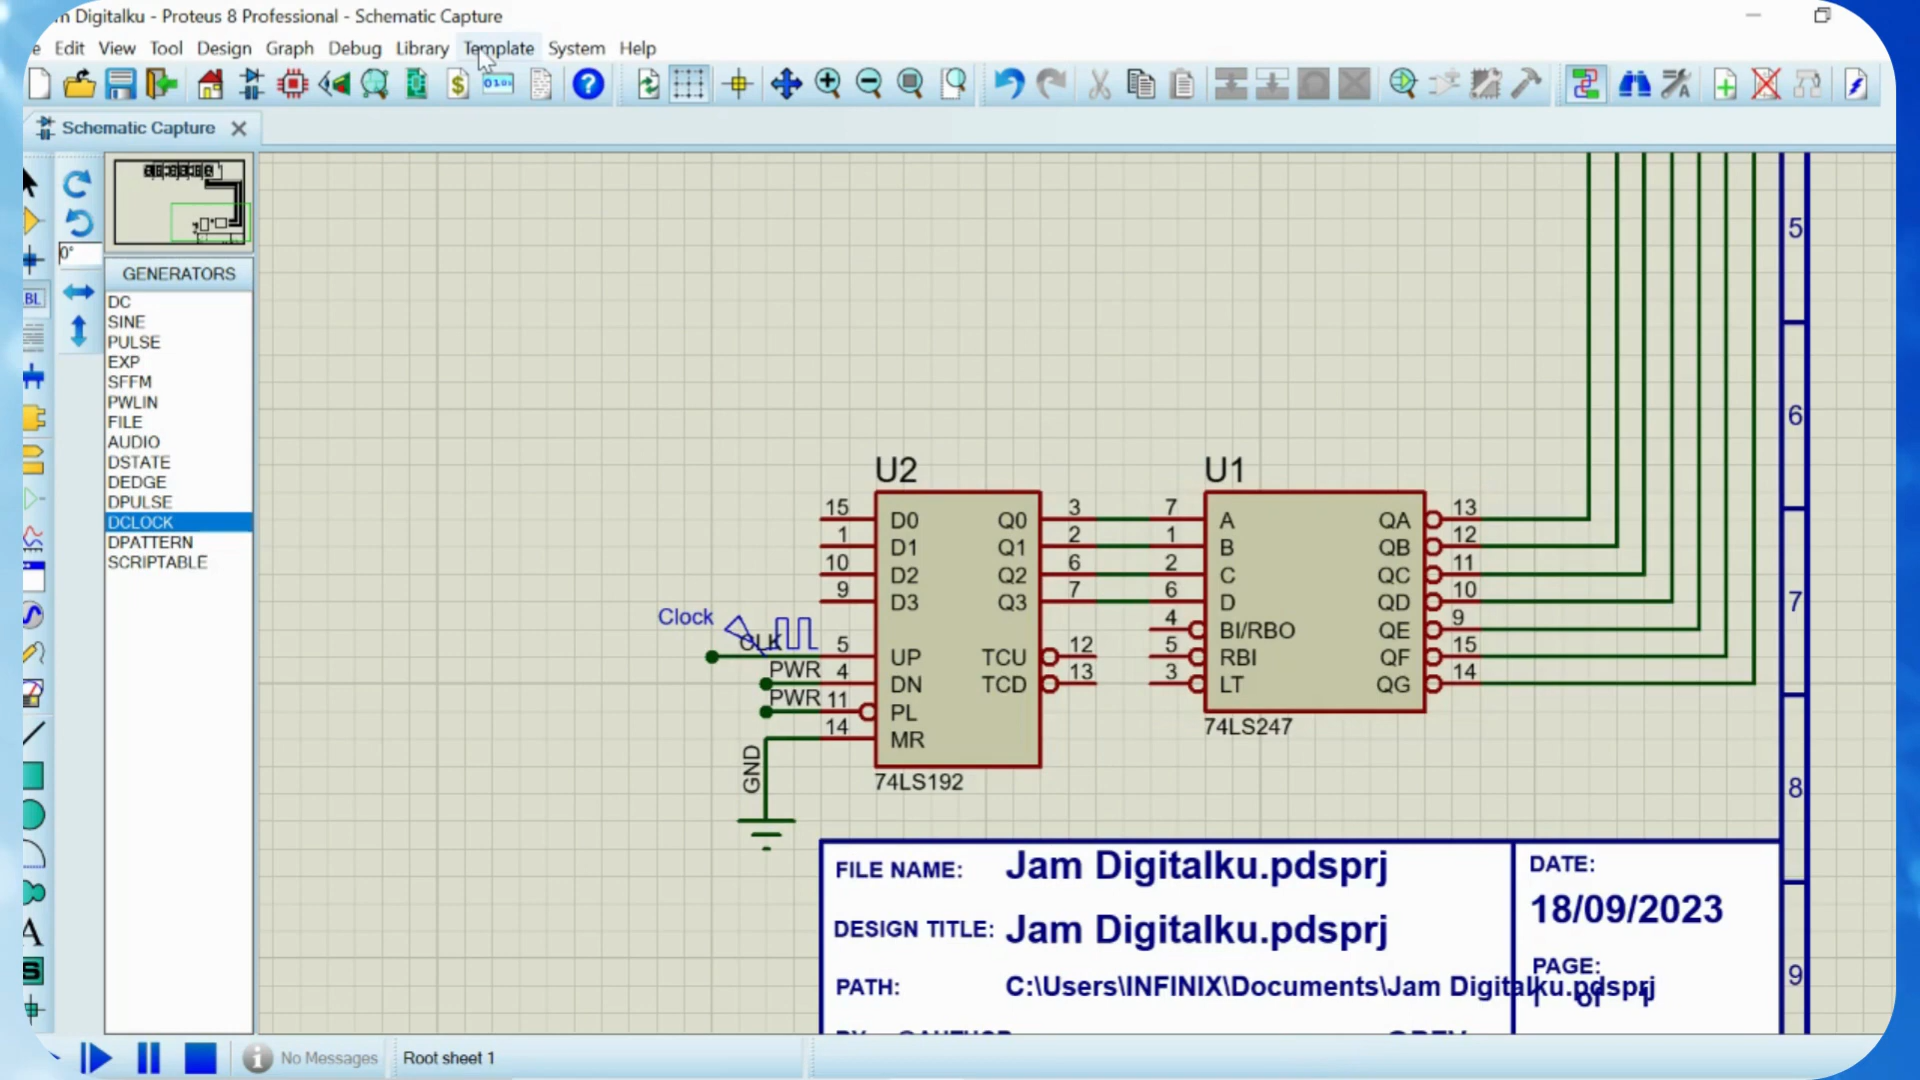 m Digitalku - Proteus 8 Professional - Schematic Capture
e Edit View Tool Design Graph Debug Library Template System Help
Schematic Capture
0°
GENERATORS
DC
SINE
PULSE
EXP
SFFM
PWLIN
FILE
AUDIO
DSTATE
DEDGE
DPULSE
DCLOCK
DPATTERN
SCRIPTABLE
5
6
7
8
9
U2
15 D0 Q0 3
1 D1 Q1 2
10 D2 Q2 6
9 D3 Q3 7
5 UP TCU 12
4 DN TCD 13
11 PL
14 MR
74LS192
Clock
CLK
PWR
PWR
GND
U1
7 A QA 13
1 B QB 12
2 C QC 11
6 D QD 10
4 BI/RBO QE 9
5 RBI QF 15
3 LT QG 14
74LS247
FILE NAME: Jam Digitalku.pdsprj
DESIGN TITLE: Jam Digitalku.pdsprj
PATH: C:\Users\INFINIX\Documents\Jam Digitalku.pdsprj
DATE:
18/09/2023
PAGE:
No Messages Root sheet 1